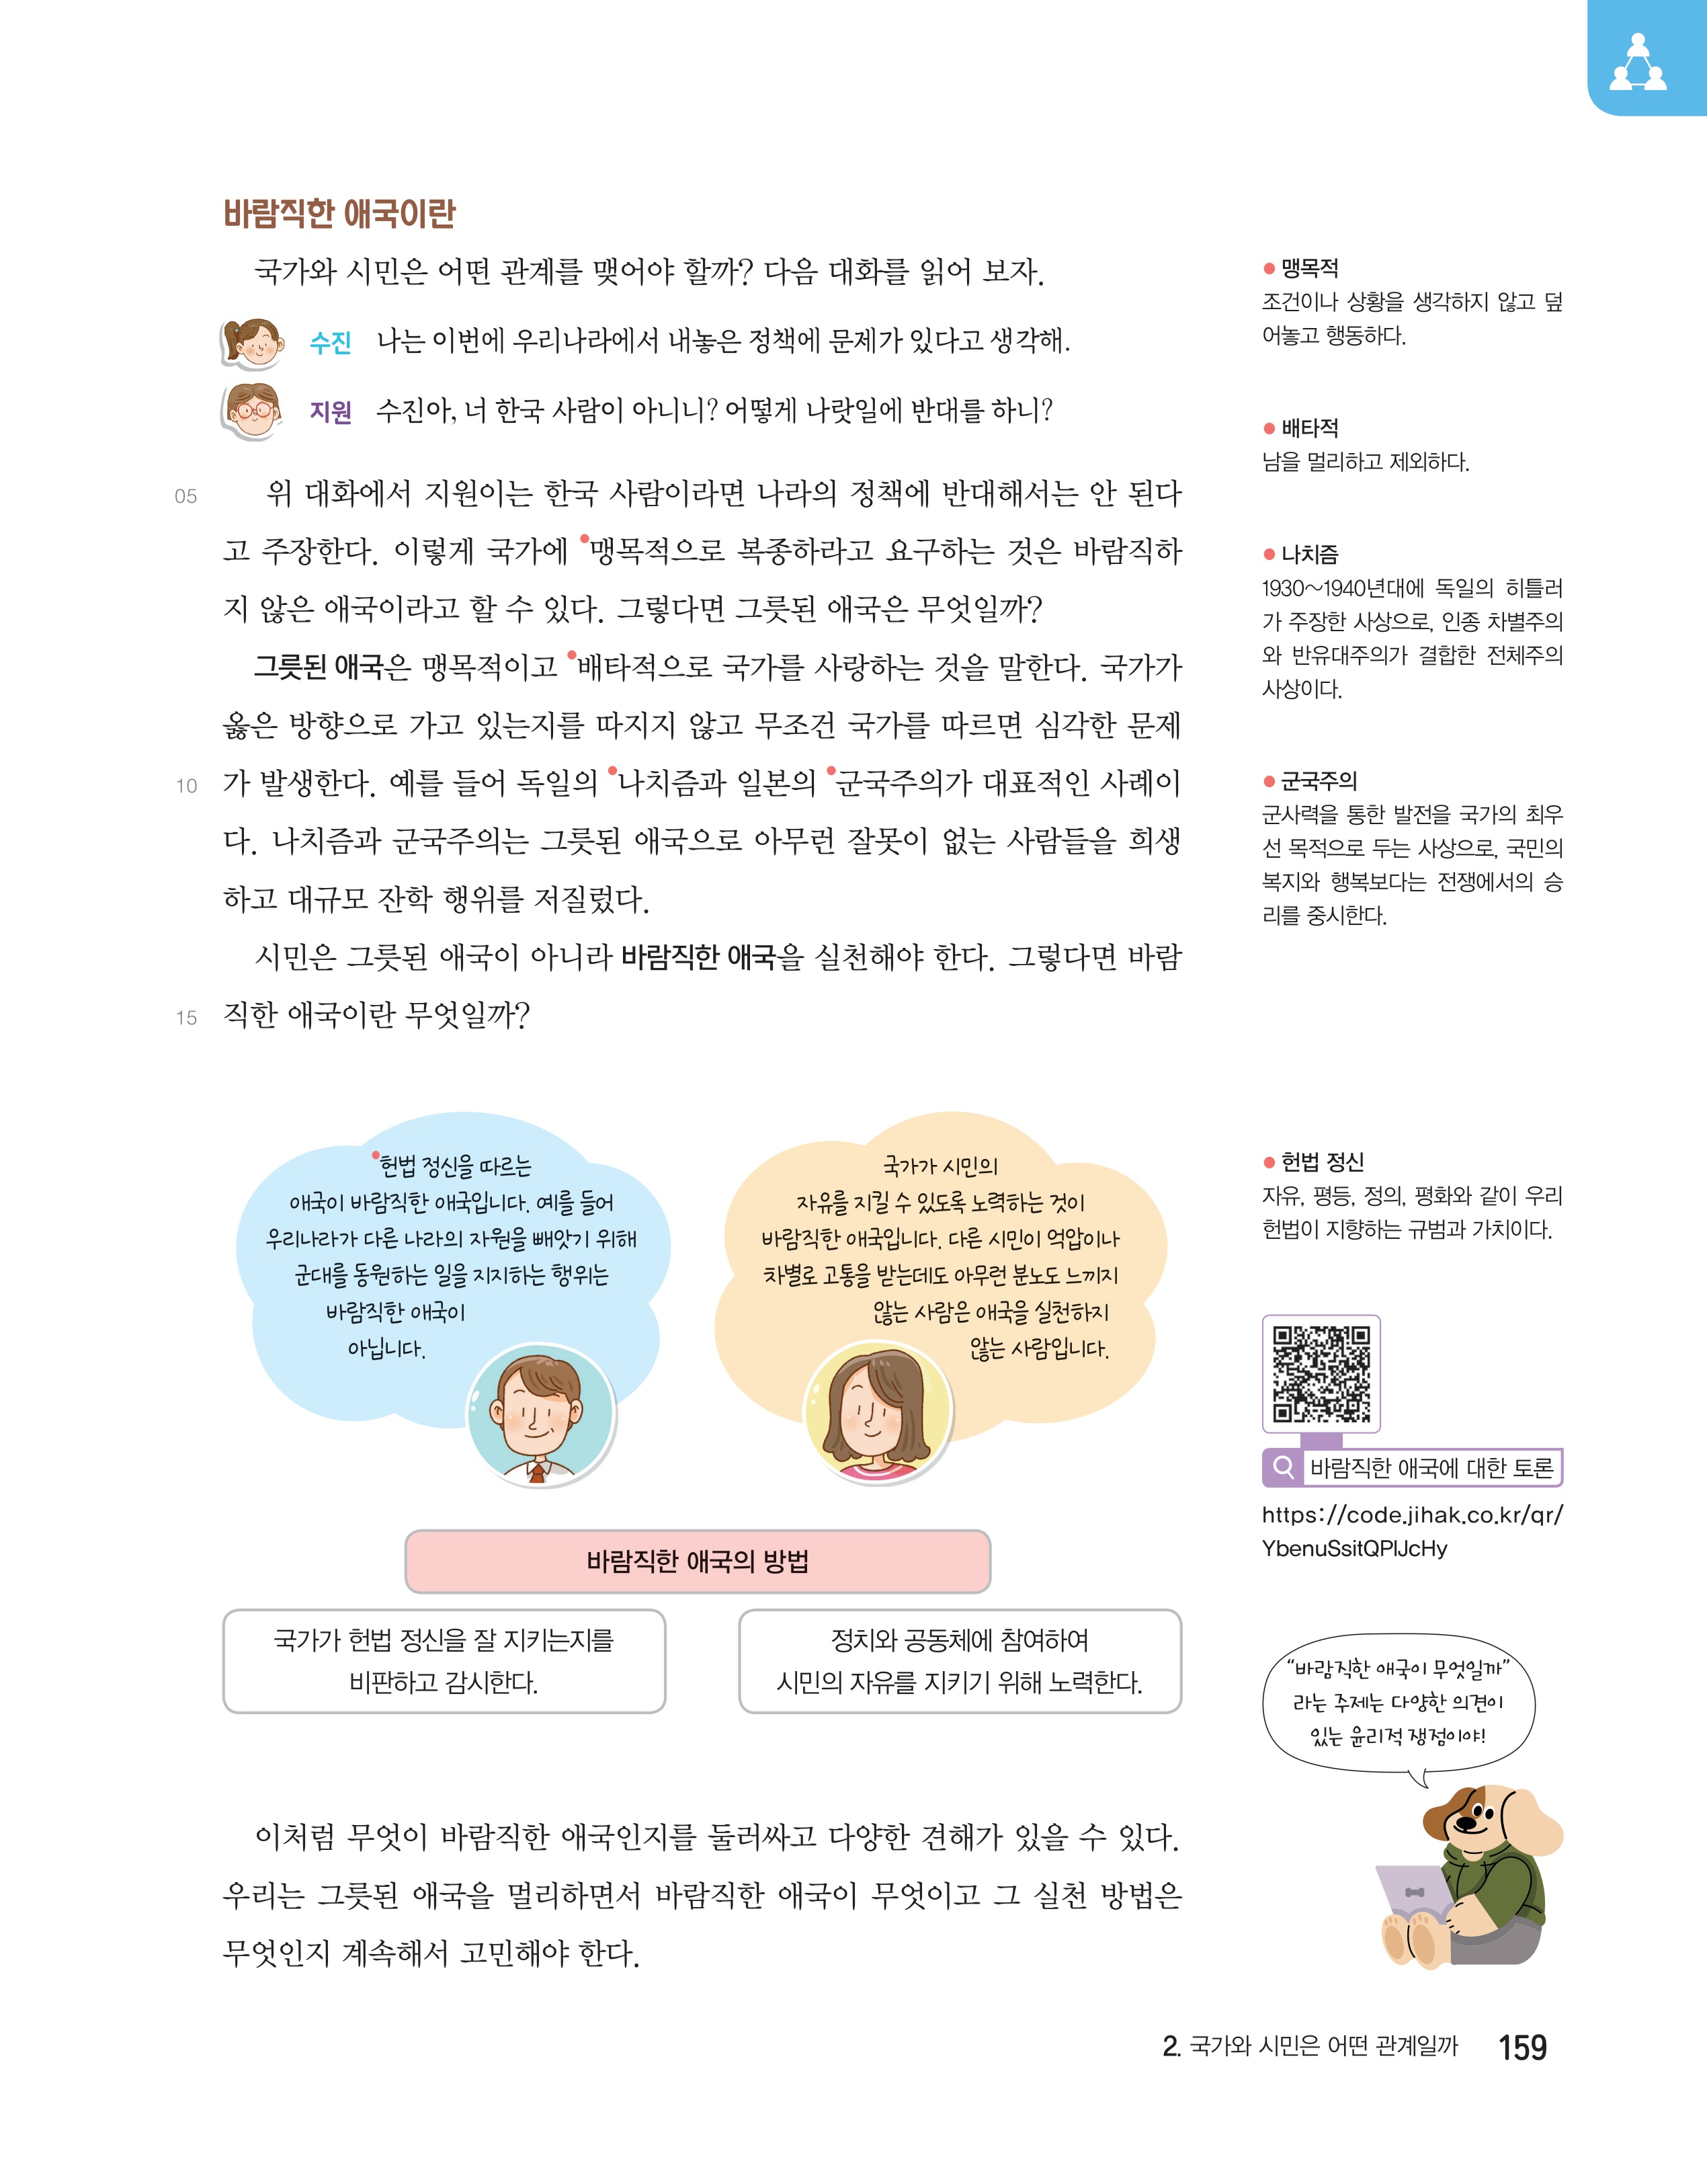 바람직한 애국이란
국가와 시민은 어떤 관계를 맺어야 할까? 다음 대화를 읽어 보자.
수진 나는 이번에 우리나라에서 내놓은 정책에 문제가 있다고 생각해.
지원 수진아, 너 한국 사람이 아니니? 어떻게 나랏일에 반대를 하니?
05 위 대화에서 지원이는 한국 사람이라면 나라의 정책에 반대해서는 안 된다
고 주장한다. 이렇게 국가에 •맹목적으로 복종하라고 요구하는 것은 바람직하
지 않은 애국이라고 할 수 있다. 그렇다면 그릇된 애국은 무엇일까?
그릇된 애국은 맹목적이고 •배타적으로 국가를 사랑하는 것을 말한다. 국가가
옳은 방향으로 가고 있는지를 따지지 않고 무조건 국가를 따르면 심각한 문제
10 가 발생한다. 예를 들어 독일의 •나치즘과 일본의 •군국주의가 대표적인 사례이
다. 나치즘과 군국주의는 그릇된 애국으로 아무런 잘못이 없는 사람들을 희생
하고 대규모 잔학 행위를 저질렀다.
시민은 그릇된 애국이 아니라 바람직한 애국을 실천해야 한다. 그렇다면 바람
15 직한 애국이란 무엇일까?
•헌법 정신을 따르는
애국이 바람직한 애국입니다. 예를 들어
우리나라가 다른 나라의 자원을 빼앗기 위해
군대를 동원하는 일을 지지하는 행위는
바람직한 애국이
아닙니다.
국가가 시민의
자유를 지킬 수 있도록 노력하는 것이
바람직한 애국입니다. 다른 시민이 억압이나
차별로 고통을 받는데도 아무런 분노도 느끼지
않는 사람은 애국을 실천하지
않는 사람입니다.
바람직한 애국의 방법
국가가 헌법 정신을 잘 지키는지를
비판하고 감시한다.
정치와 공동체에 참여하여
시민의 자유를 지키기 위해 노력한다.
이처럼 무엇이 바람직한 애국인지를 둘러싸고 다양한 견해가 있을 수 있다.
우리는 그릇된 애국을 멀리하면서 바람직한 애국이 무엇이고 그 실천 방법은
무엇인지 계속해서 고민해야 한다.
• 맹목적
조건이나 상황을 생각하지 않고 덮
어놓고 행동하다.
• 배타적
남을 멀리하고 제외하다.
• 나치즘
1930~1940년대에 독일의 히틀러
가 주장한 사상으로, 인종 차별주의
와 반유대주의가 결합한 전체주의
사상이다.
• 군국주의
군사력을 통한 발전을 국가의 최우
선 목적으로 두는 사상으로, 국민의
복지와 행복보다는 전쟁에서의 승
리를 중시한다.
• 헌법 정신
자유, 평등, 정의, 평화와 같이 우리
헌법이 지향하는 규범과 가치이다.
바람직한 애국에 대한 토론
https://code.jihak.co.kr/qr/
YbenuSsitQPIJcHy
“바람직한 애국이 무엇일까”
라는 주제는 다양한 의견이
있는 윤리적 쟁점이야!
2. 국가와 시민은 어떤 관계일까 159